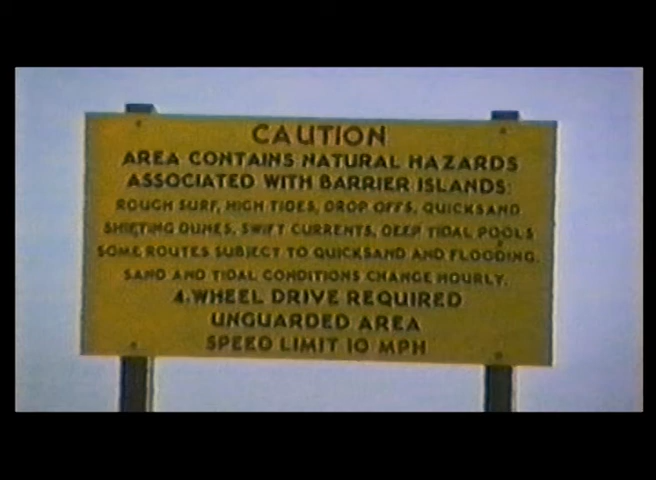 CAUTION
AREA CONTAINS NATURAL HAZARDS
ASSOCIATED WITH BARRIER ISLANDS:
ROUGH SURF, HIGH TIDES, DROP OFFS, QUICKSAND
SHIFTING DUNES, SWIFT CURRENTS, DEEP TIDAL POOLS
SOME ROUTES SUBJECT TO QUICKSAND AND FLOODING.
SAND AND TIDAL CONDITIONS CHANGE HOURLY.
4-WHEEL DRIVE REQUIRED
UNGUARDED AREA
SPEED LIMIT 10 MPH